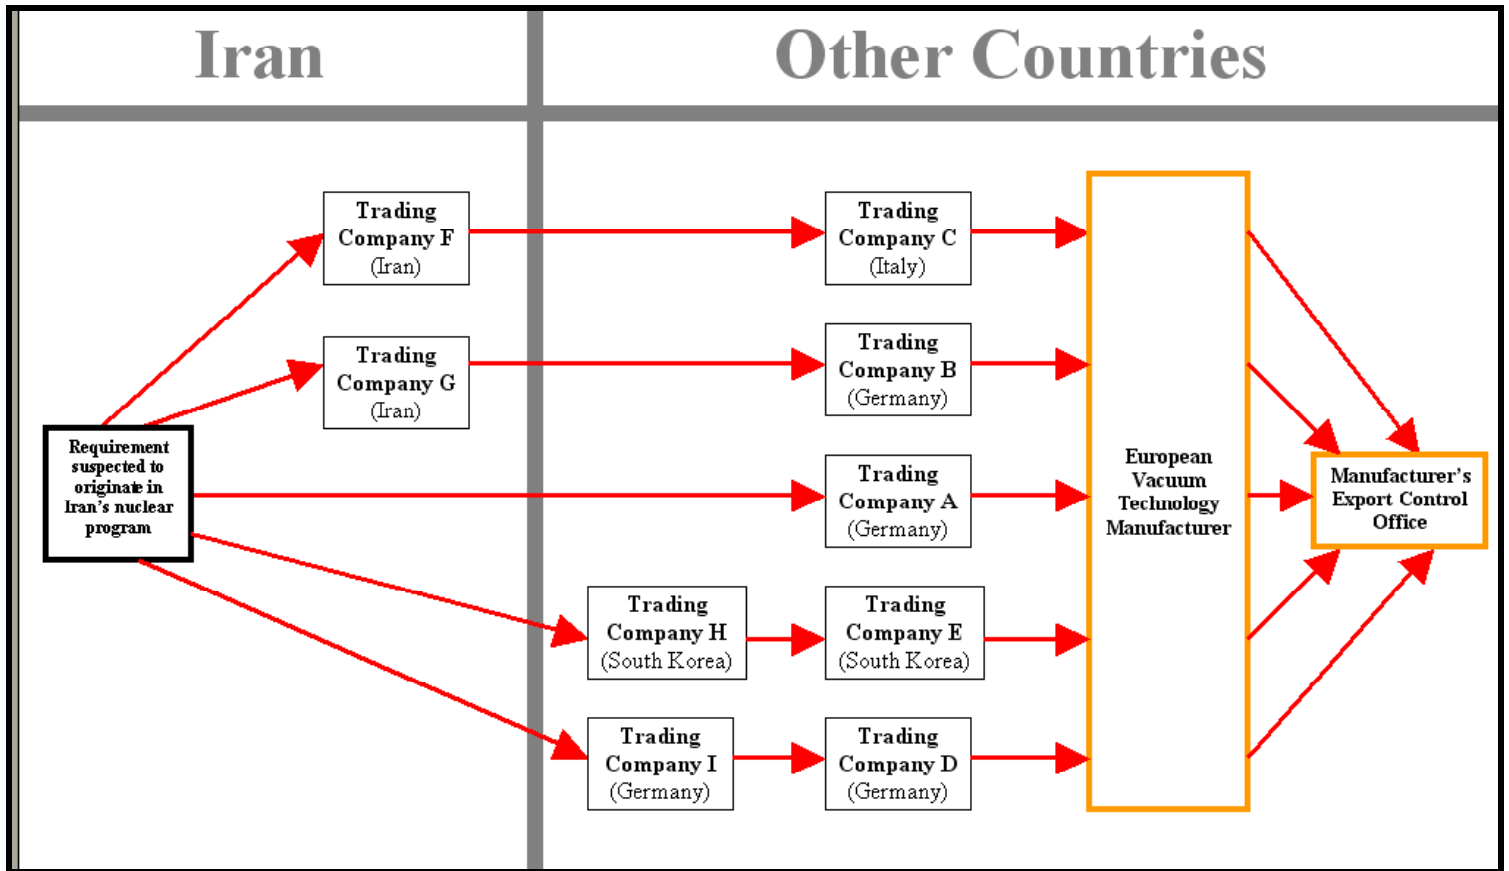 Iran
Other Countries
Trading
Company F
(Iran)
Trading
Company C
(Italy)
Trading
Company G
(Iran)
Trading
Company B
(Germany)
Requirement
suspected to
originate in
Iran's nuclear
program
Trading
Company A
(Germany)
European
Vacuum
Technology
Manufacturer
Manufacturer's
Export Control
Office
Trading
Company H
(South Korea)
Trading
Company E
(South Korea)
Trading
Company I
(Germany)
Trading
Company D
(Germany)